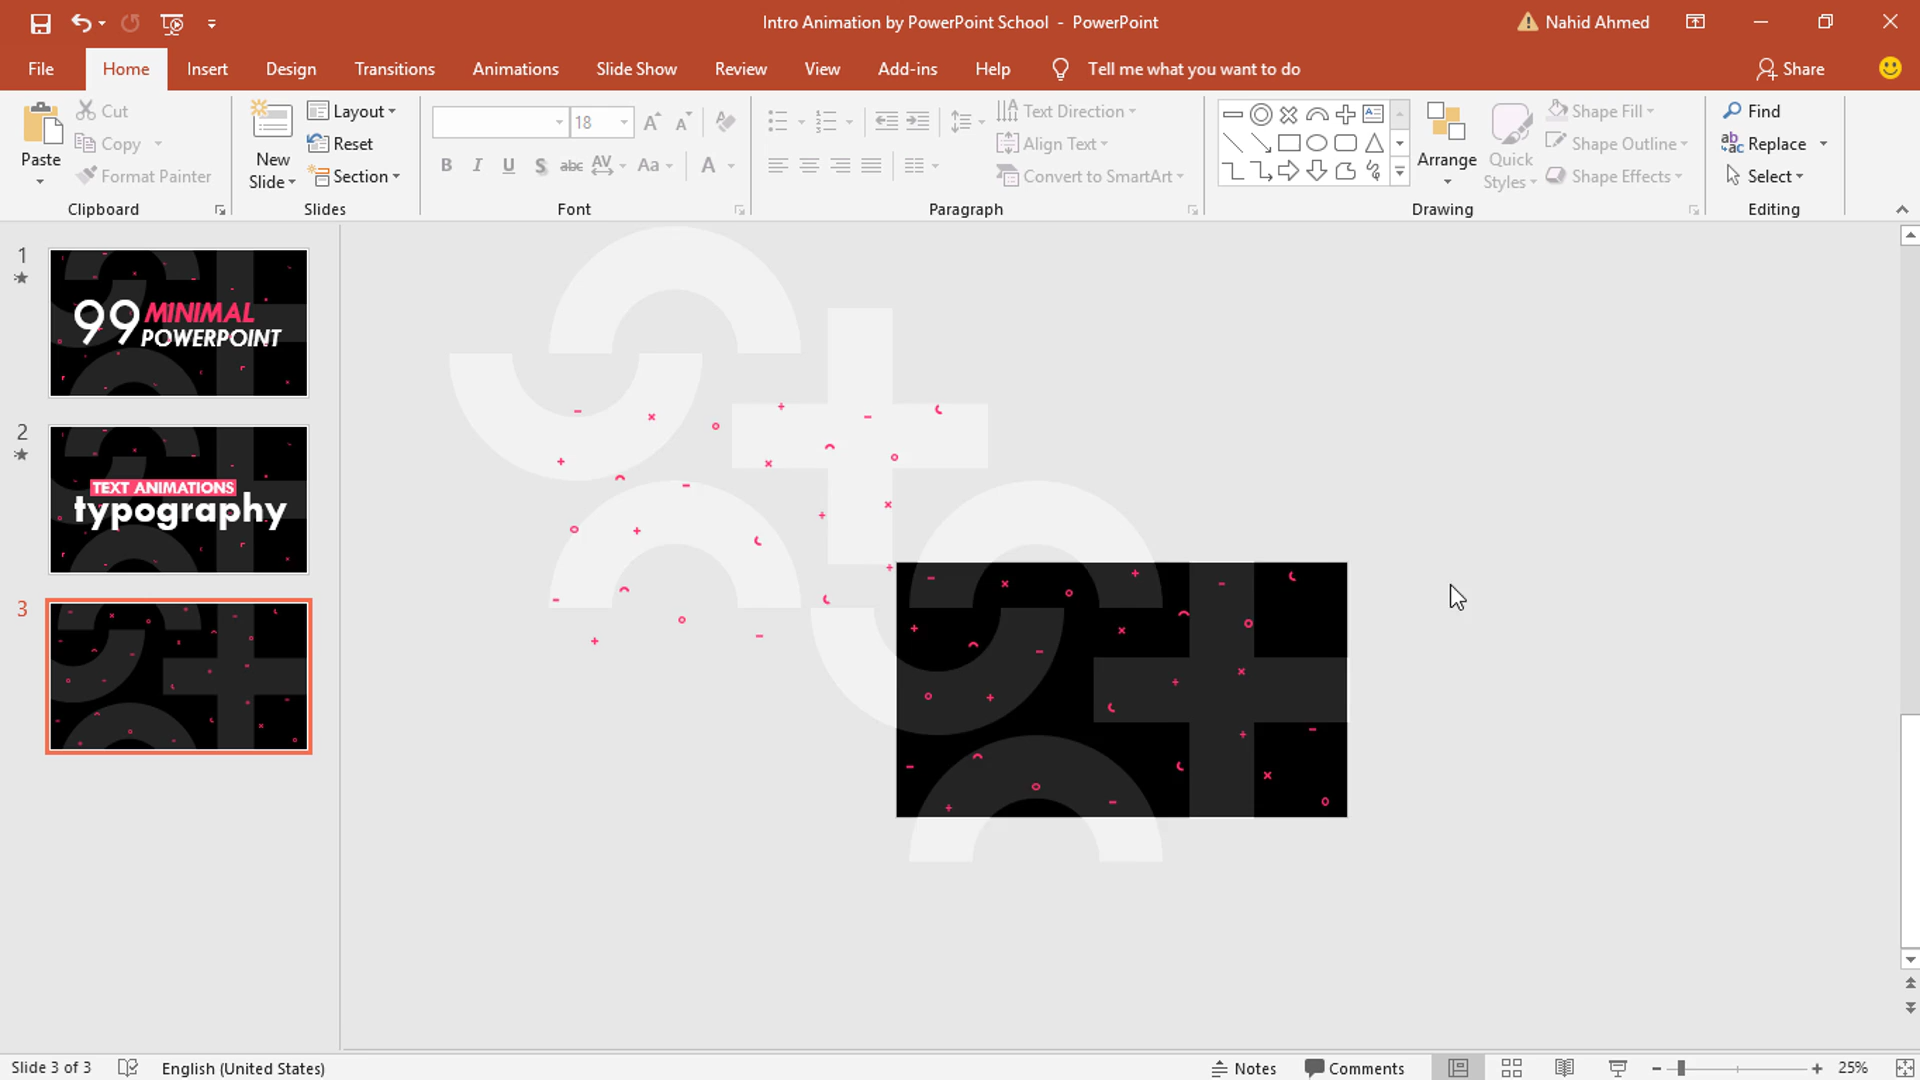 Intro Animation by PowerPoint School - PowerPoint
Nahid Ahmed
File Home Insert Design Transitions Animations Slide Show Review View Add-ins Help Tell me what you want to do Share
Paste
Cut
Copy
Format Painter
Clipboard
New Slide
Layout
Reset
Section
Slides
18
B I U S abc AV Aa A
Font
Text Direction
Align Text
Convert to SmartArt
Paragraph
Arrange
Quick Styles
Shape Fill
Shape Outline
Shape Effects
Drawing
Find
Replace
Select
Editing
1
99 MINIMAL
POWERPOINT
2
TEXT ANIMATIONS
typography
3
Slide 3 of 3 English (United States) Notes Comments 25%